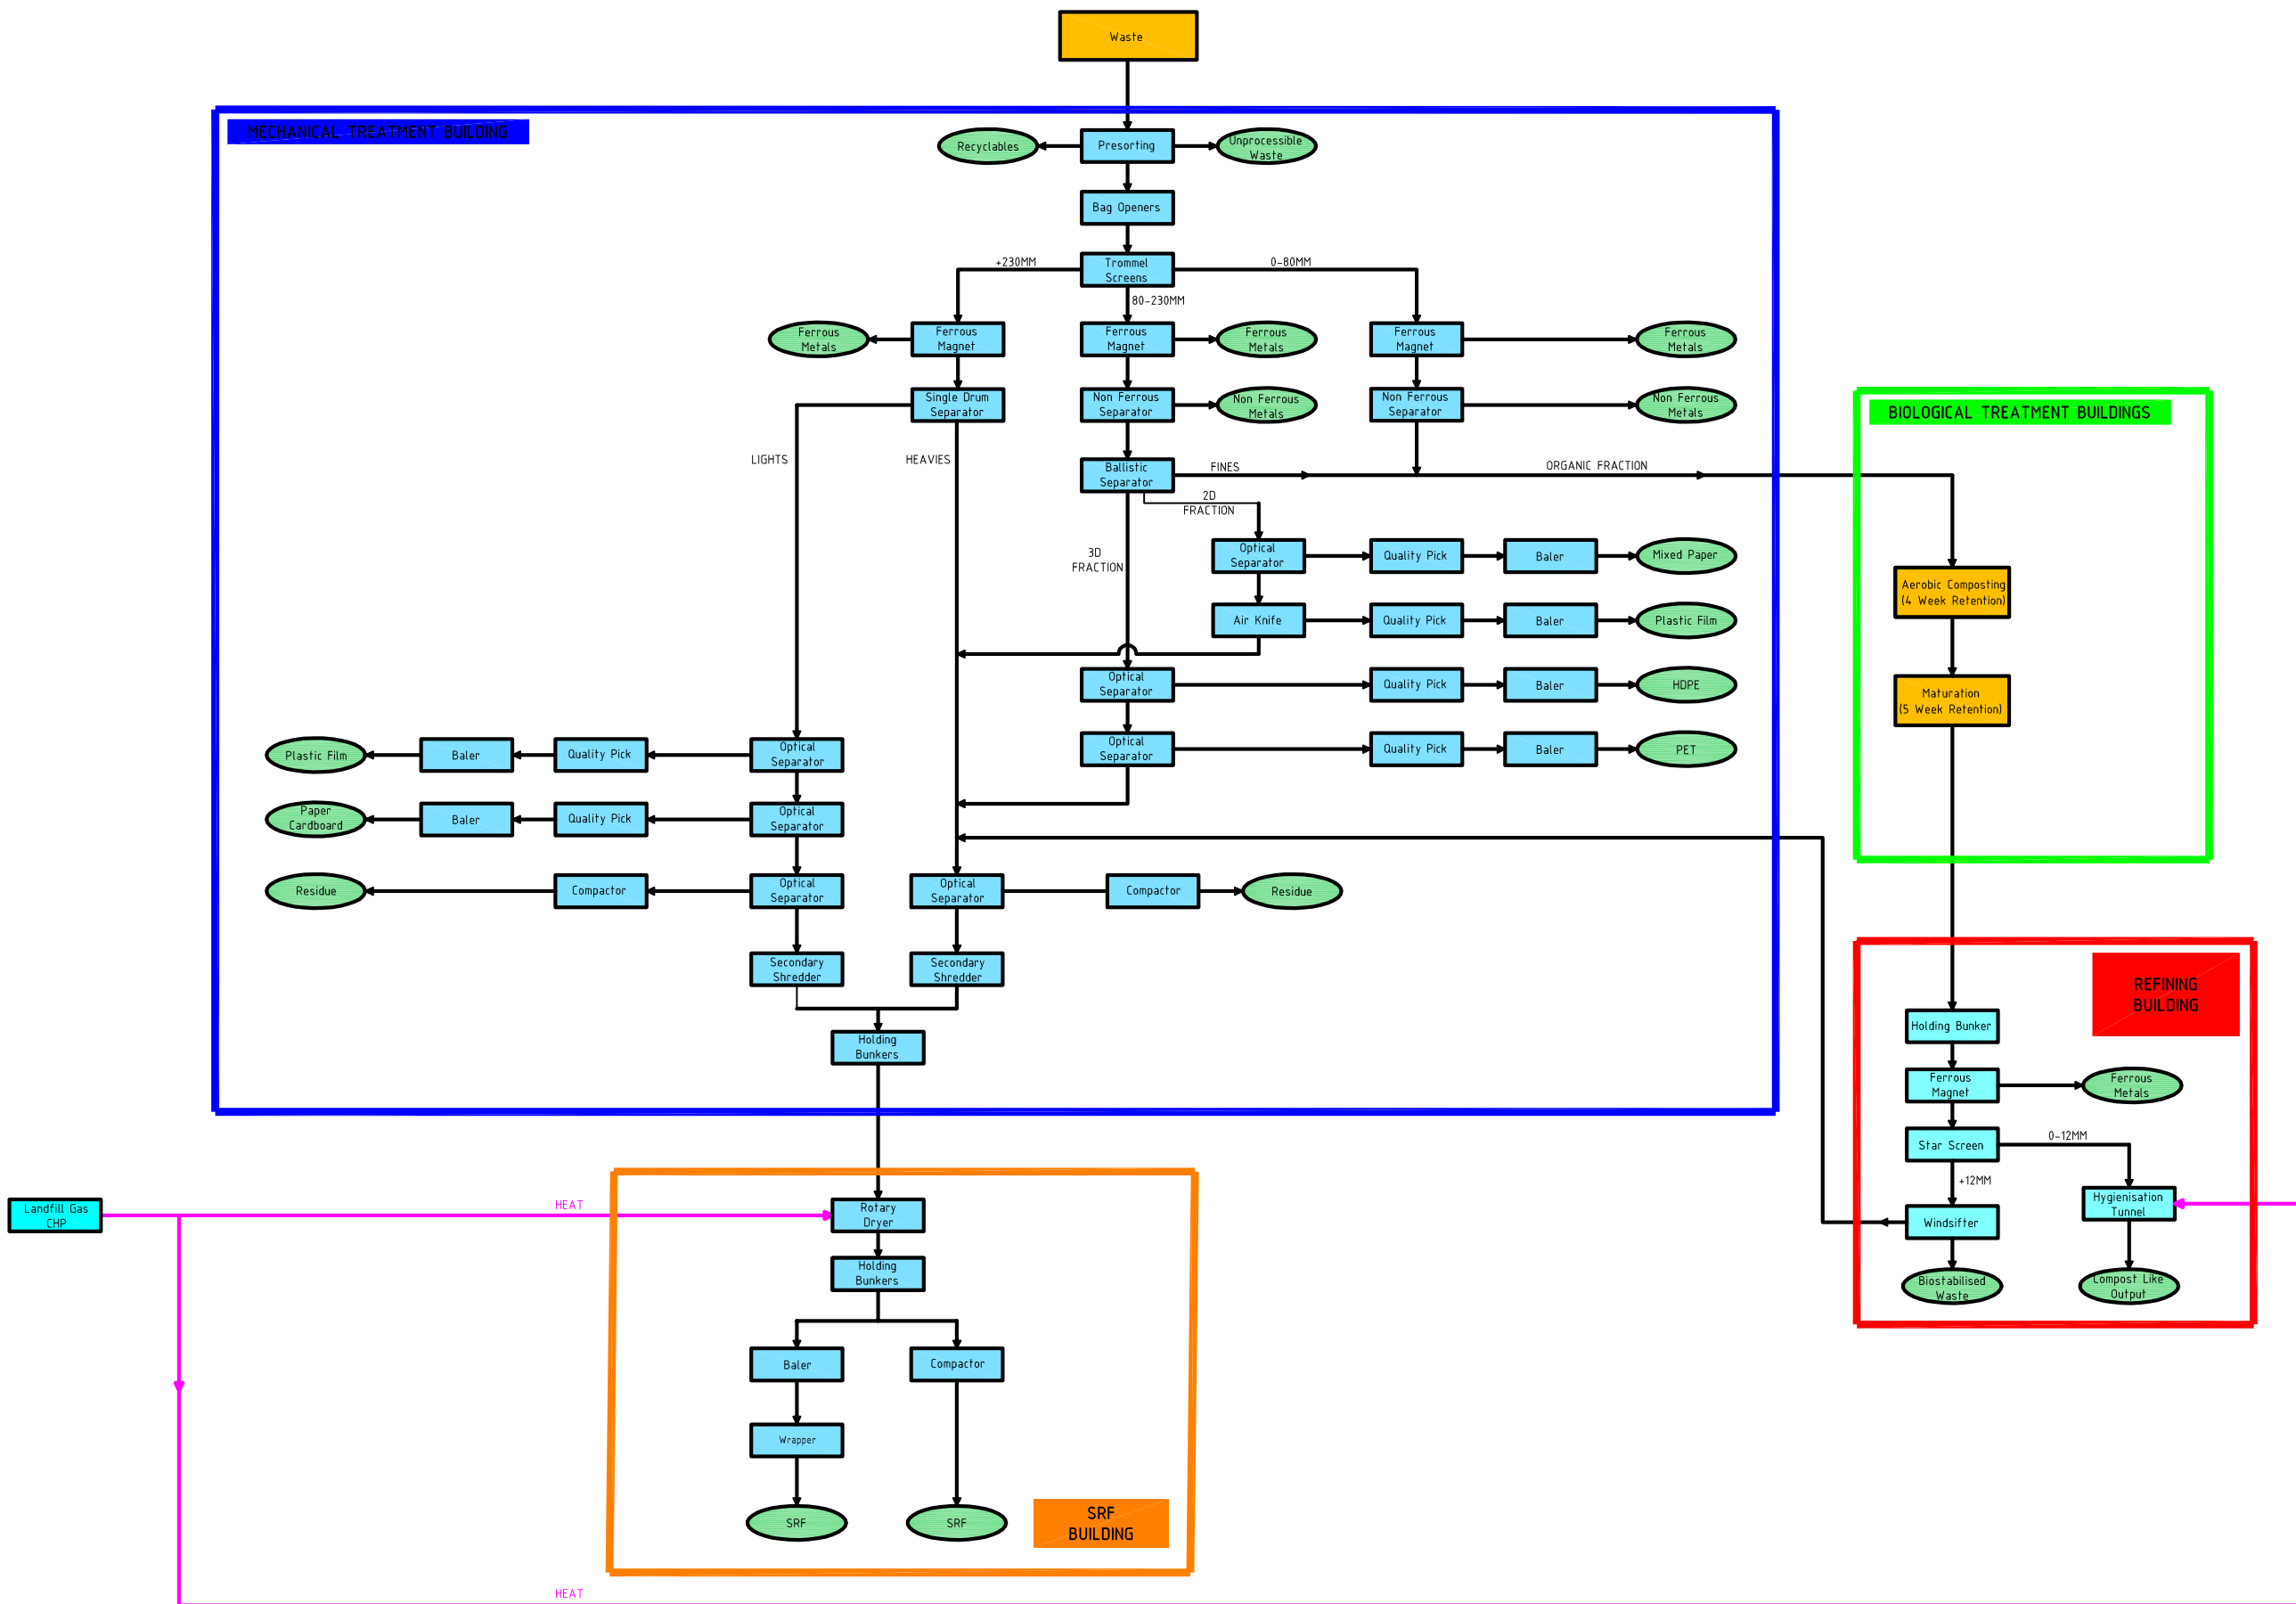 Waste
MECHANICAL TREATMENT BUILDING
Recyclables
Presorting
Unprocessible
Waste
Bag Openers
+230MM
Trommel
Screens
0-80MM
80-230MM
Ferrous
Metals
Ferrous
Magnet
Ferrous
Magnet
Ferrous
Metals
Ferrous
Magnet
Ferrous
Metals
Single Drum
Separator
Non Ferrous
Separator
Non Ferrous
Metals
Non Ferrous
Separator
Non Ferrous
Metals
BIOLOGICAL TREATMENT BUILDINGS
LIGHTS
HEAVIES
Ballistic
Separator
FINES
ORGANIC FRACTION
2D
FRACTION
3D
FRACTION
Optical
Separator
Quality Pick
Baler
Mixed Paper
Aerobic Composting
(4 Week Retention)
Air Knife
Quality Pick
Baler
Plastic Film
Optical
Separator
Quality Pick
Baler
HDPE
Maturation
(5 Week Retention)
Plastic Film
Baler
Quality Pick
Optical
Separator
Optical
Separator
Quality Pick
Baler
PET
Paper
Cardboard
Baler
Quality Pick
Optical
Separator
Residue
Compactor
Optical
Separator
Optical
Separator
Compactor
Residue
Secondary
Shredder
Secondary
Shredder
REFINING
BUILDING
Holding
Bunkers
Holding Bunker
Ferrous
Magnet
Ferrous
Metals
Star Screen
0-12MM
+12MM
Landfill Gas
CHP
HEAT
Rotary
Dryer
Windsifter
Hygienisation
Tunnel
Holding
Bunkers
Biostabilised
Waste
Compost Like
Output
Baler
Compactor
Wrapper
SRF
SRF
SRF
BUILDING
HEAT